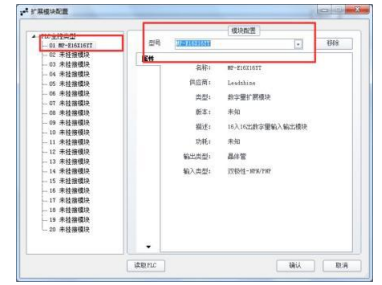 扩展模块配置
PLC主挂类型
01 MF-E16X16YT
02 未挂接模块
03 未挂接模块
04 未挂接模块
05 未挂接模块
06 未挂接模块
07 未挂接模块
08 未挂接模块
09 未挂接模块
10 未挂接模块
11 未挂接模块
12 未挂接模块
13 未挂接模块
14 未挂接模块
15 未挂接模块
16 未挂接模块
17 未挂接模块
18 未挂接模块
19 未挂接模块
20 未挂接模块
模块配置
型号
移除
属性
名称:
供应商: Leadshine
类型: 数字量扩展模块
版本: 未知
描述: 16入16出数字量输入输出模块
功耗: 未知
输出类型: 晶体管
输入类型: 双极性-NPN/PNP
读取PLC
确认
取消